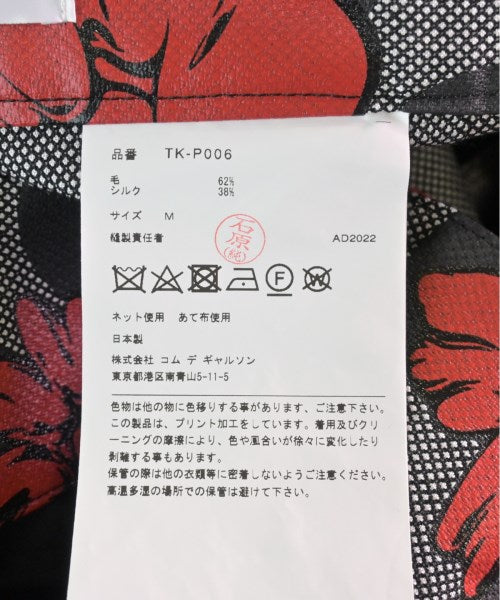 品番 TK-P006
毛 62%
シルク 38%
サイズ M
縫製責任者 石原(純) AD2022
F W
ネット使用 あて布使用
日本製
株式会社 コム デ ギャルソン
東京都港区南青山5-11-5
色物は他の物に色移りする事があります、ご注意下さい。
この製品は、プリント加工をしています。着用及びクリ
ーニングの摩擦により、色や風合いが徐々に変化したり
剥離する事もあります。
保管の際は他の衣類等に密着しないようご注意ください。
高温多湿の場所での保管は避けて下さい。